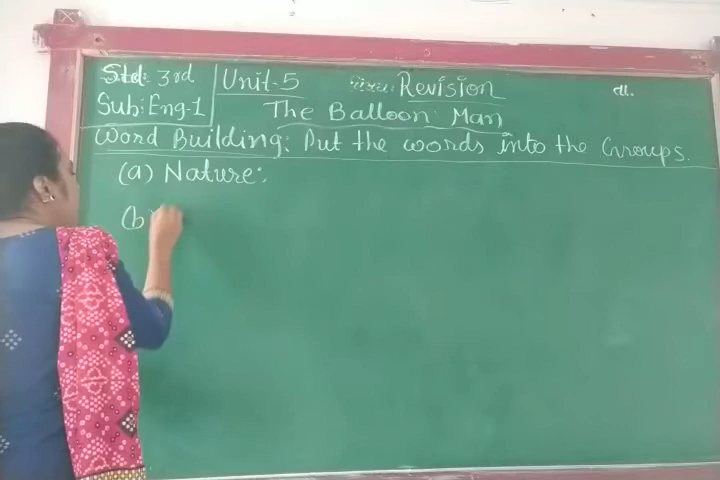 Std: 3rd
Sub: Eng-1
Unit-5
Revision
dt.
The Balloon Man
Word Building: Put the words into the Groups.
(a) Nature:
(b)